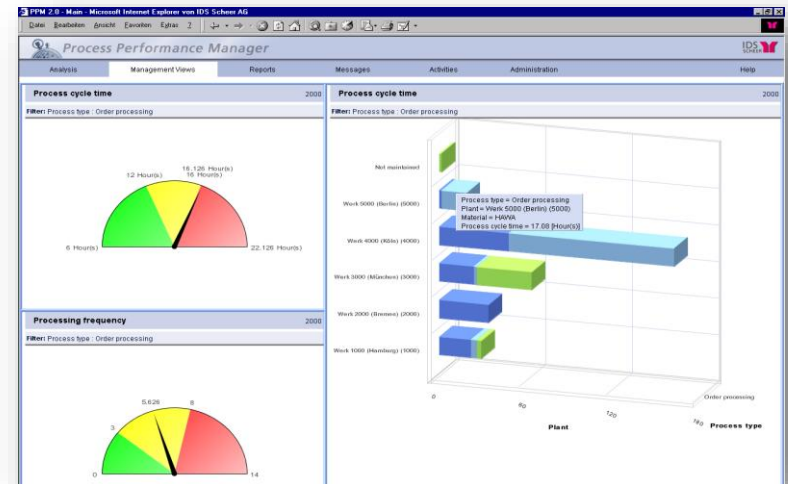 PPM 2.0 - Main - Microsoft Internet Explorer von IDS Scheer AG
Datei Bearbeiten Ansicht Favoriten Extras ?
Process Performance Manager
IDS SCHEER
Analysis Management Views Reports Messages Activities Administration Help
Process cycle time 2000
Filter: Process type : Order processing
16,126 Hour(s)
12 Hour(s) 16 Hour(s)
6 Hour(s) 22,126 Hour(s)
Processing frequency 2000
Filter: Process type : Order processing
5,626 8
3
0 14
Process cycle time 2000
Filter: Process type : Order processing
Not maintained
Werk 5000 (Berlin) (5000)
Process type = Order processing
Plant = Werk 5000 (Berlin) (5000)
Material = HAWA
Process cycle time = 17.08 [Hour(s)]
Werk 4000 (Köln) (4000)
Werk 3000 (München) (3000)
Werk 2000 (Bremen) (2000)
Werk 1000 (Hamburg) (1000)
Order processing
0 60 120 180
Plant Process type